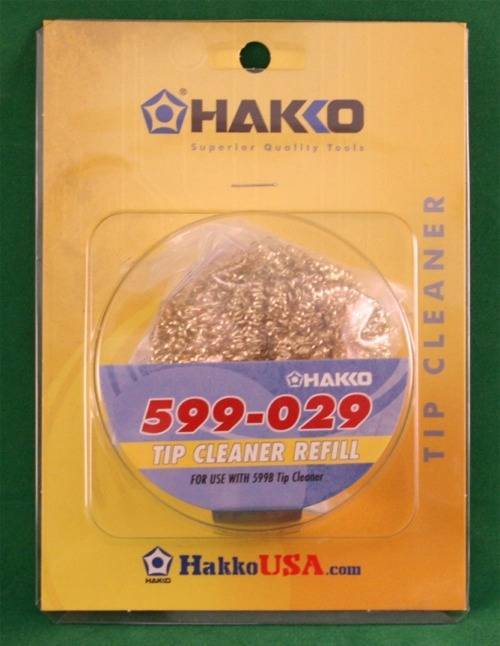 HAKKO®
Superior Quality Tools
TIP CLEANER
HAKKO
599-029
TIP CLEANER REFILL
FOR USE WITH 599B Tip Cleaner
HAKKO
HakkoUSA.com